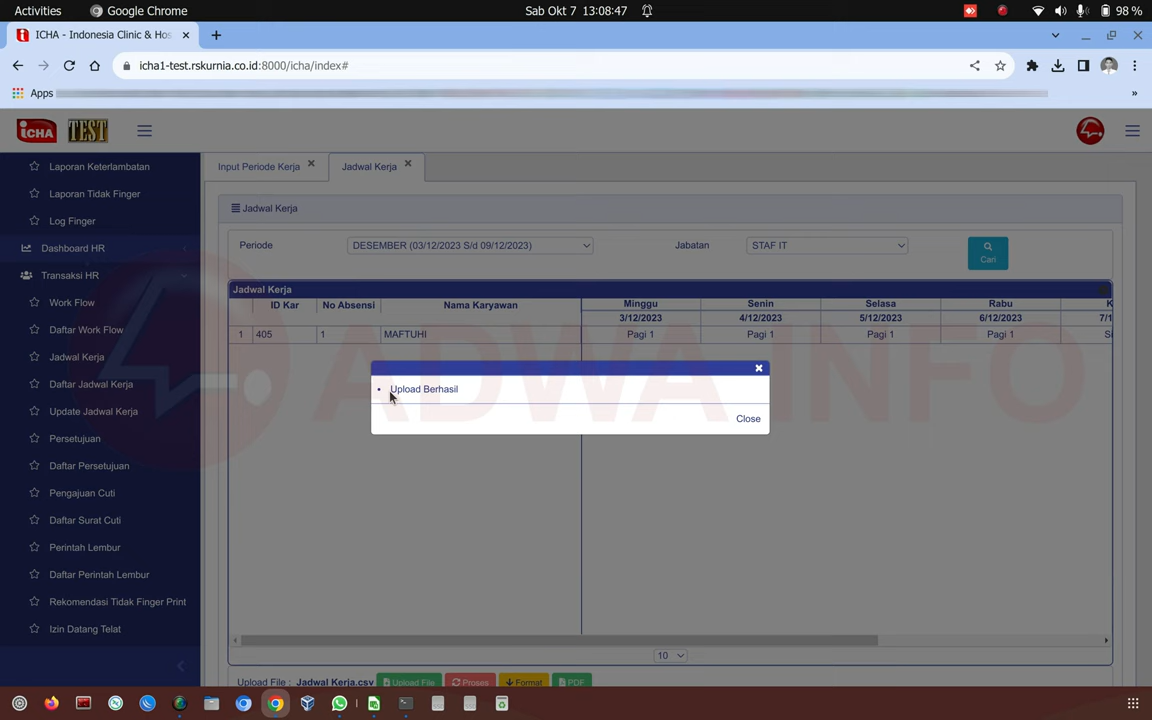 Activities Google Chrome Sab Okt 7 13:08:47 98 %
ICHA - Indonesia Clinic & Hos
icha1-test.rskurnia.co.id:8000/icha/index#
Apps »
iCHA TEST
Laporan Keterlambatan
Laporan Tidak Finger
Log Finger
Dashboard HR
Transaksi HR
Work Flow
Daftar Work Flow
Jadwal Kerja
Daftar Jadwal Kerja
Update Jadwal Kerja
Persetujuan
Daftar Persetujuan
Pengajuan Cuti
Daftar Surat Cuti
Perintah Lembur
Daftar Perintah Lembur
Rekomendasi Tidak Finger Print
Izin Datang Telat
Input Periode Kerja Jadwal Kerja
Jadwal Kerja
Periode DESEMBER (03/12/2023 S/d 09/12/2023) Jabatan STAF IT Cari
Jadwal Kerja
ID Kar No Absensi Nama Karyawan Minggu Senin Selasa Rabu K
3/12/2023 4/12/2023 5/12/2023 6/12/2023 7/1
1 405 1 MAFTUHI Pagi 1 Pagi 1 Pagi 1 Pagi 1 Si
ADWA INFO
Upload Berhasil
Close
10
Upload File : Jadwal Kerja.csv Upload File Proses Format PDF